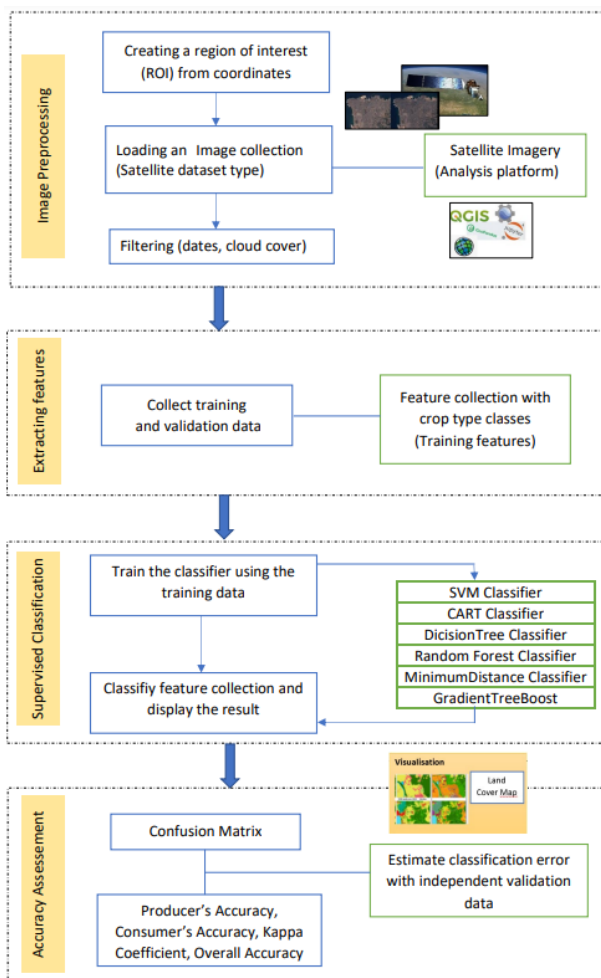 Image Preprocessing
Creating a region of interest
(ROI) from coordinates
Loading an Image collection
(Satellite dataset type)
Satellite Imagery
(Analysis platform)
Filtering (dates, cloud cover)
QGIS
Extracting features
Collect training
and validation data
Feature collection with
crop type classes
(Training features)
Supervised Classification
Train the classifier using the
training data
SVM Classifier
CART Classifier
DicisionTree Classifier
Random Forest Classifier
MinimumDistance Classifier
GradientTreeBoost
Classifiy feature collection and
display the result
Visualisation
Land
Cover Map
Accuracy Assessment
Confusion Matrix
Estimate classification error
with independent validation
data
Producer's Accuracy,
Consumer's Accuracy, Kappa
Coefficient, Overall Accuracy